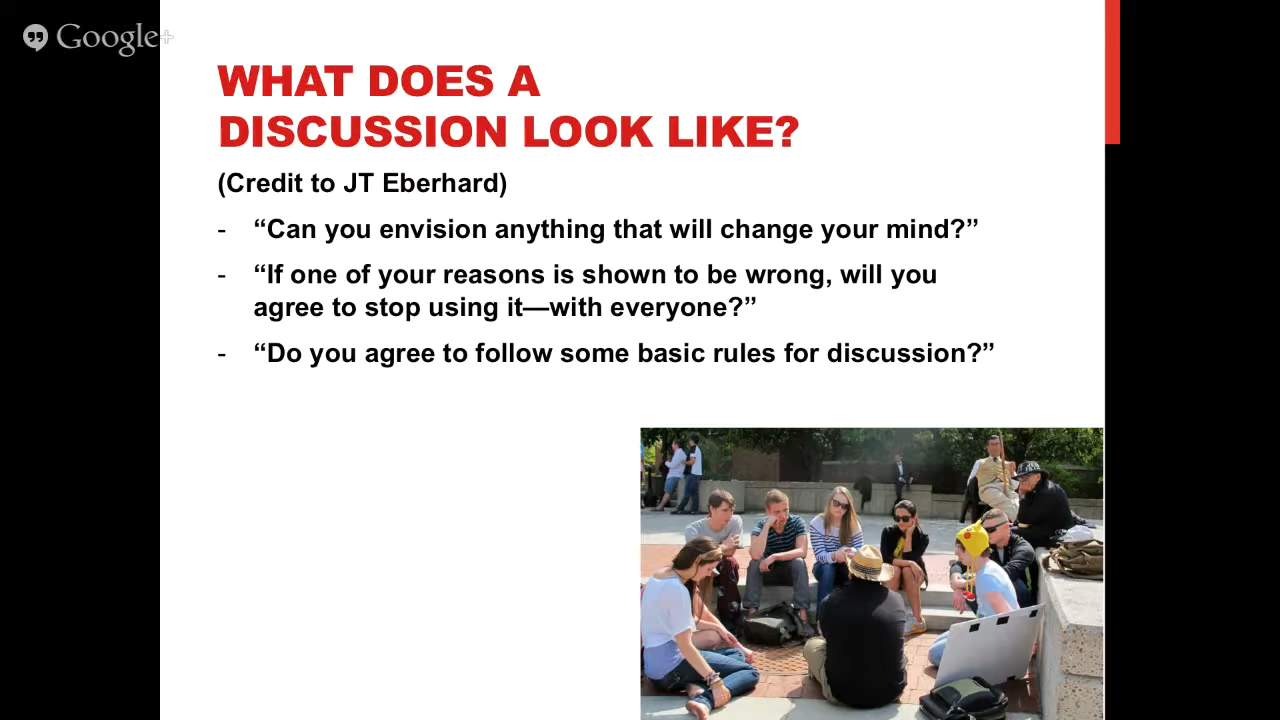 Google+
WHAT DOES A
DISCUSSION LOOK LIKE?
(Credit to JT Eberhard)
- “Can you envision anything that will change your mind?”
- “If one of your reasons is shown to be wrong, will you
agree to stop using it—with everyone?”
- “Do you agree to follow some basic rules for discussion?”